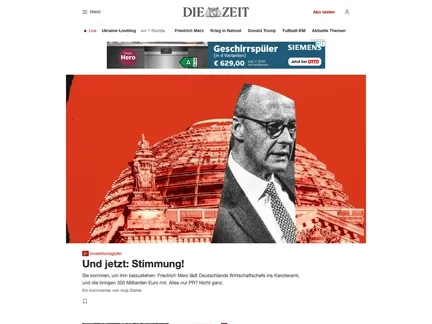 Menü
DIE ZEIT
Abo testen
Live
Ukraine-Liveblog
vor 1 Stunde
Friedrich Merz
Krieg in Nahost
Donald Trump
Fußball-EM
Aktuelle Themen
Hero
A
Geschirrspüler
(in 4 Varianten)
€ 629,00
SIEMENS
Jetzt bei OTTO
Z+ Investitionsgipfel
Und jetzt: Stimmung!
Sie kommen, um ihm beizustehen: Friedrich Merz lädt Deutschlands Wirtschaftschefs ins Kanzleramt,
und die bringen 300 Milliarden Euro mit. Alles nur PR? Nicht ganz.
Ein Kommentar von Anja Stehle